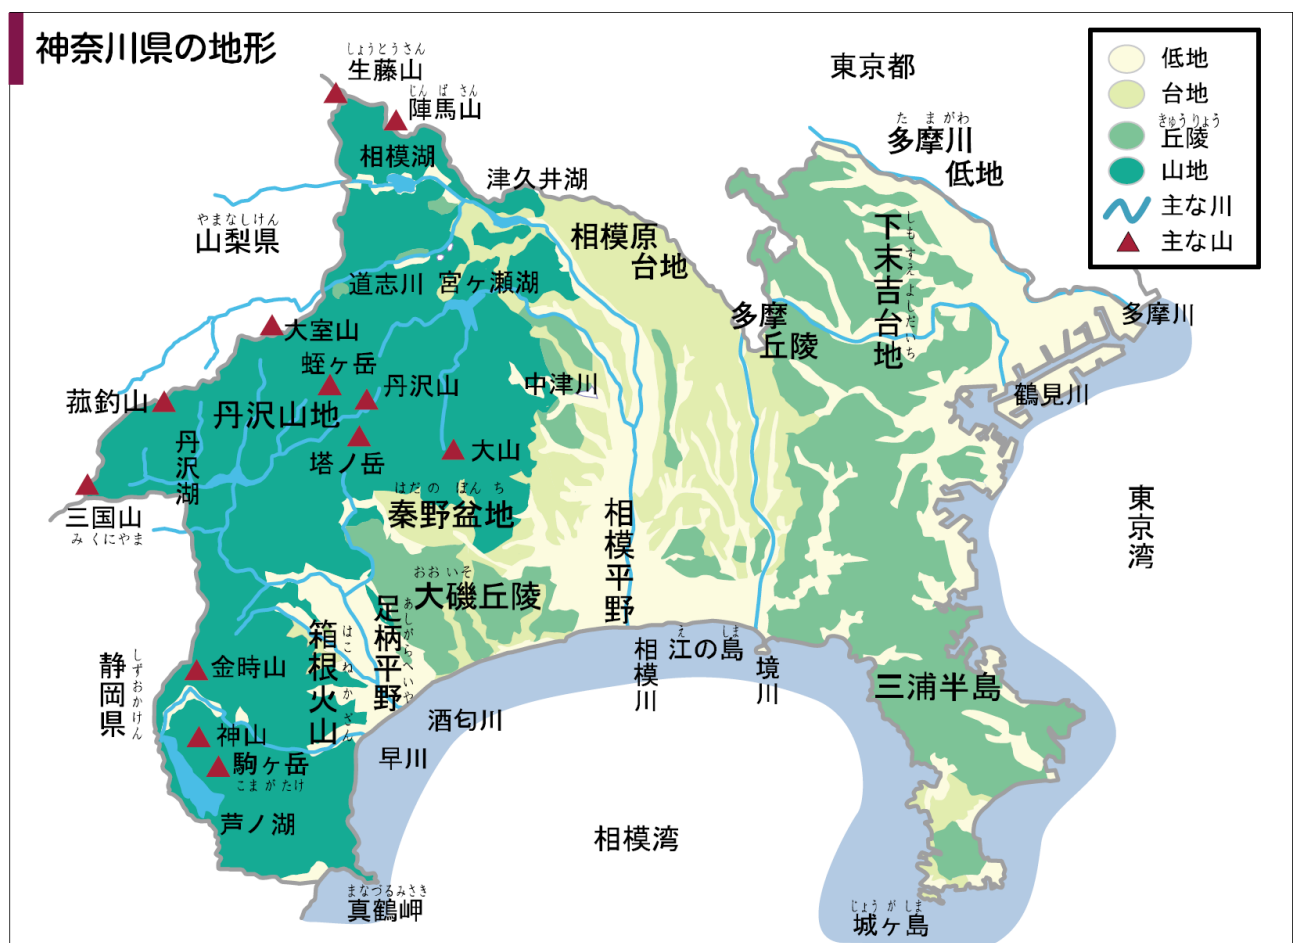 神奈川県の地形
しょうとうさん
生藤山
じんばさん
陣馬山
東京都
低地
台地
きゅうりょう
丘陵
山地
主な川
主な山
たまがわ
多摩川
低地
相模湖
津久井湖
やまなしけん
山梨県
相模原
台地
しもすえよしだいち
下末吉台地
道志川
宮ヶ瀬湖
大室山
多摩
丘陵
多摩川
蛭ヶ岳
丹沢山
中津川
鶴見川
菰釣山
丹沢山地
丹沢湖
塔ノ岳
大山
はだのぼんち
秦野盆地
三国山
みくにやま
相模平野
東京湾
おおいそ
大磯丘陵
あしがらへいや
足柄平野
はこねかざん
箱根火山
しずおかけん
静岡県
金時山
相模川
えのしま
江の島
境川
三浦半島
神山
酒匂川
早川
駒ヶ岳
こまがたけ
芦ノ湖
相模湾
まなづるみさき
真鶴岬
じょうがしま
城ヶ島